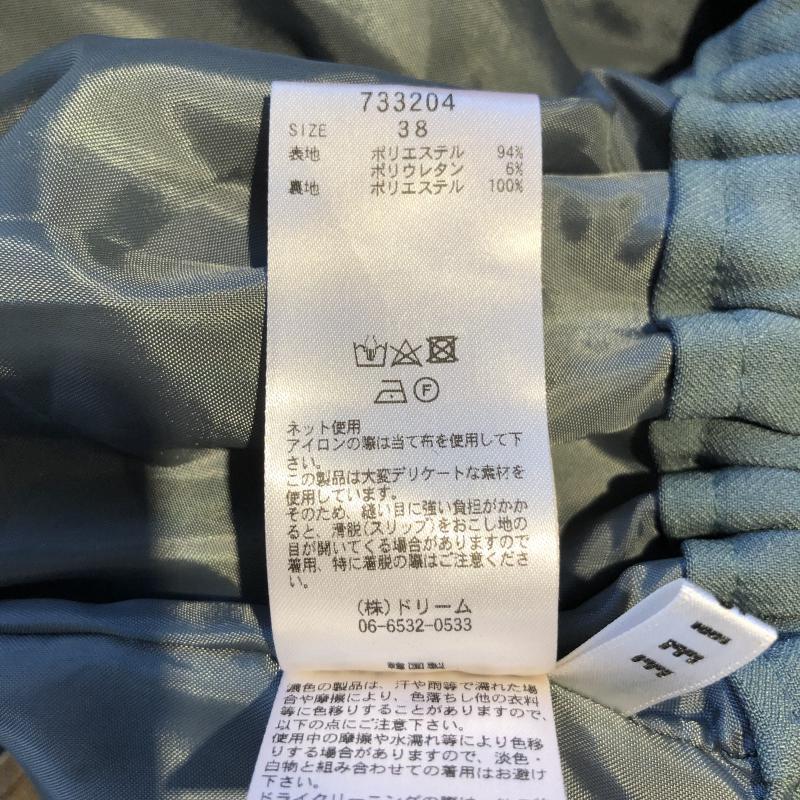 733204
SIZE 38
表地 ポリエステル 94%
ポリウレタン 6%
裏地 ポリエステル 100%
F
ネット使用
アイロンの際は当て布を使用して下
さい。
この製品は大変デリケートな素材を
使用しています。
そのため、縫い目に強い負担がかか
ると、滑脱(スリップ)をおこし地の
目が開いてくる場合がありますので
着用、特に着脱の際はご注意くださ
い。
(株)ドリーム
06-6532-0533
濃色の製品は、汗や雨等で濡れた場
合や摩擦により、色落ちし他の衣料
等に色移りすることがありますので、
以下の点にご注意下さい。
使用中の摩擦や水濡れ等により色移
りする場合がありますので、淡色・
白物と組み合わせての着用はお避け
下さい。
ドライクリーニングの際は、